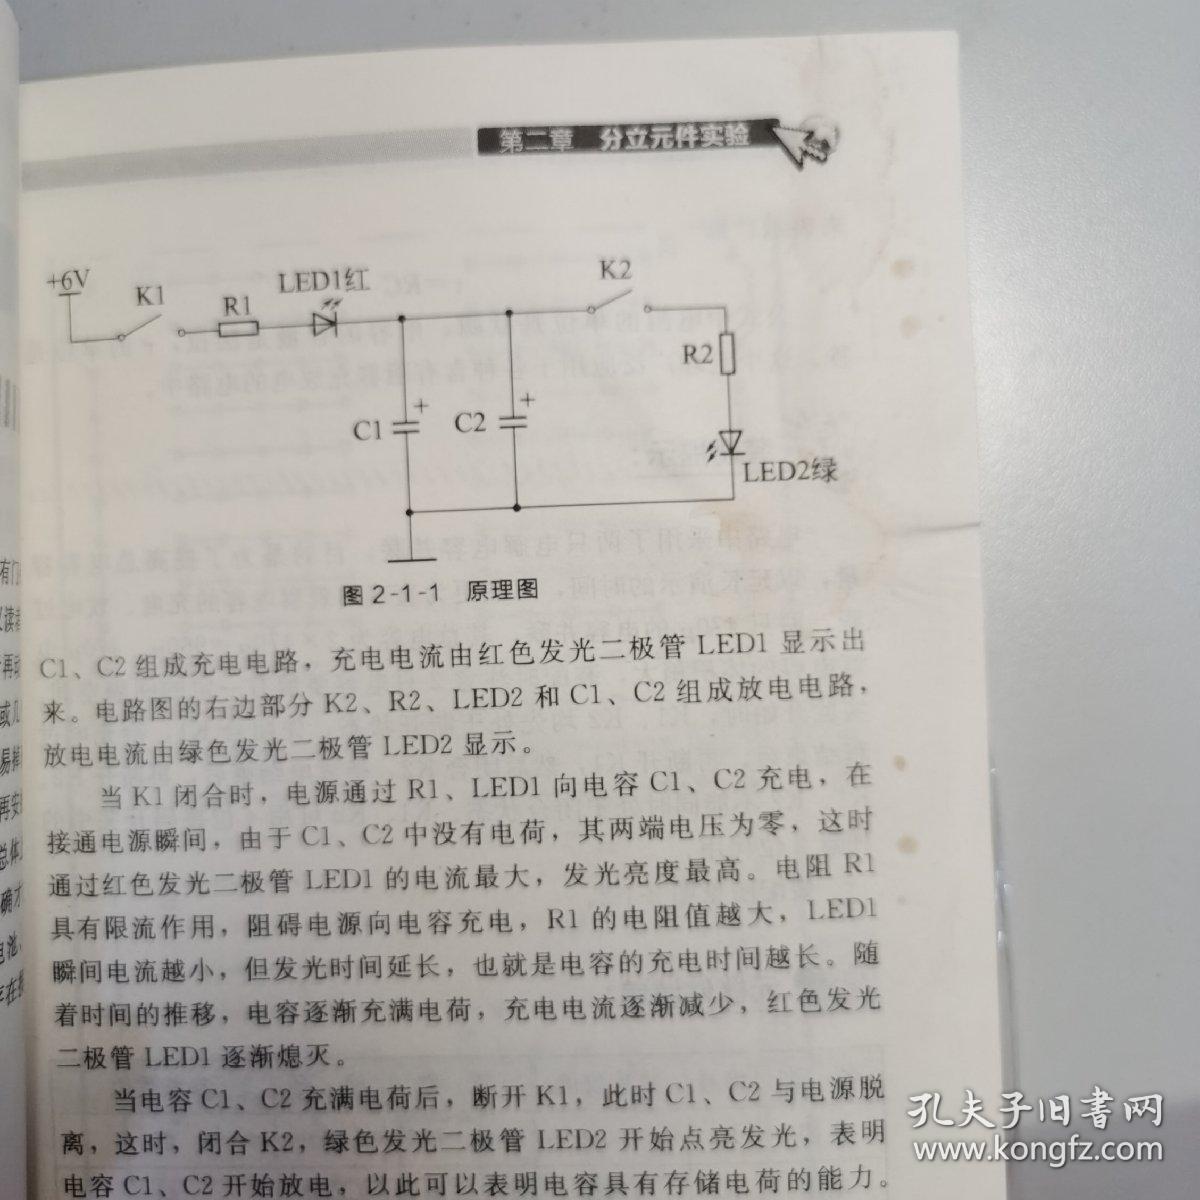 第二章 分立元件实验
+6V
K1
R1
LED1红
K2
R2
C1
+
C2
+
LED2绿
图2-1-1 原理图
C1、C2 组成充电电路，充电电流由红色发光二极管 LED1 显示出
来。电路图的右边部分 K2、R2、LED2 和 C1、C2 组成放电电路，
放电电流由绿色发光二极管 LED2 显示。
当 K1 闭合时，电源通过 R1、LED1 向电容 C1、C2 充电，在
接通电源瞬间，由于 C1、C2 中没有电荷，其两端电压为零，这时
通过红色发光二极管 LED1 的电流最大，发光亮度最高。电阻 R1
具有限流作用，阻碍电源向电容充电，R1 的电阻值越大，LED1
瞬间电流越小，但发光时间延长，也就是电容的充电时间越长。随
着时间的推移，电容逐渐充满电荷，充电电流逐渐减少，红色发光
二极管 LED1 逐渐熄灭。
当电容 C1、C2 充满电荷后，断开 K1，此时 C1、C2 与电源脱
离，这时，闭合 K2，绿色发光二极管 LED2 开始点亮发光，表明
电容 C1、C2 开始放电，以此可以表明电容具有存储电荷的能力。
孔夫子旧书网
www.kongfz.com